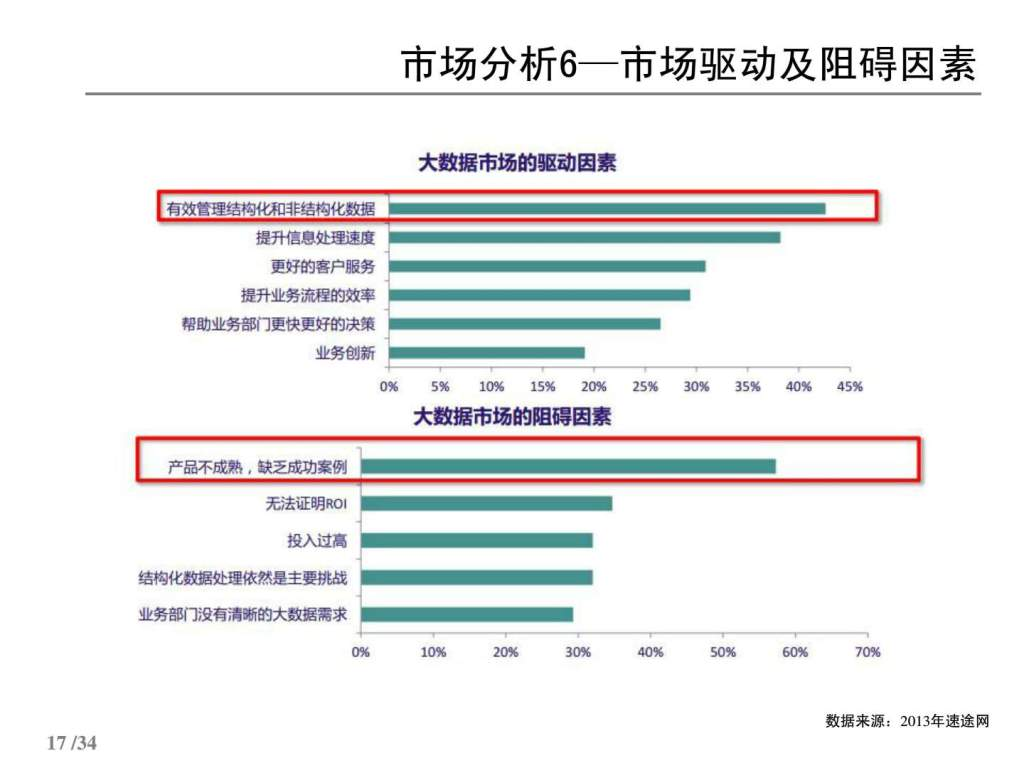 市场分析6—市场驱动及阻碍因素
大数据市场的驱动因素
有效管理结构化和非结构化数据
提升信息处理速度
更好的客户服务
提升业务流程的效率
帮助业务部门更快更好的决策
业务创新
0% 5% 10% 15% 20% 25% 30% 35% 40% 45%
大数据市场的阻碍因素
产品不成熟，缺乏成功案例
无法证明ROI
投入过高
结构化数据处理依然是主要挑战
业务部门没有清晰的大数据需求
0% 10% 20% 30% 40% 50% 60% 70%
数据来源：2013年速途网
17 /34